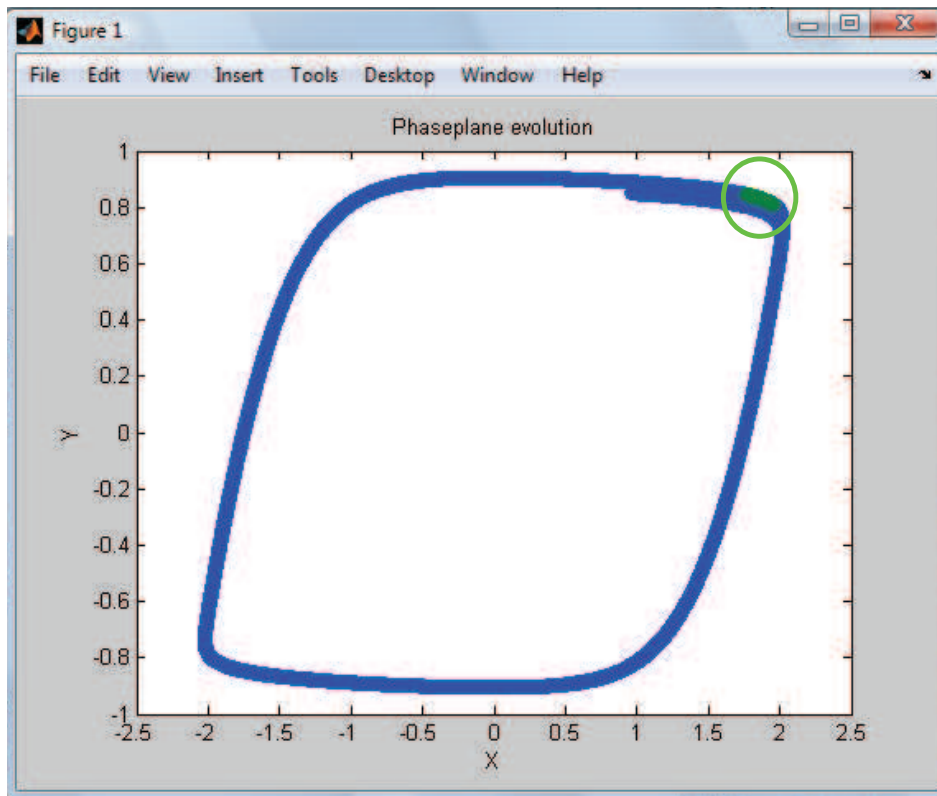 Figure 1
File Edit View Insert Tools Desktop Window Help
Phaseplane evolution
1
0.8
0.6
0.4
0.2
0
-0.2
-0.4
-0.6
-0.8
-1
Y
-2.5 -2 -1.5 -1 -0.5 0 0.5 1 1.5 2 2.5
X